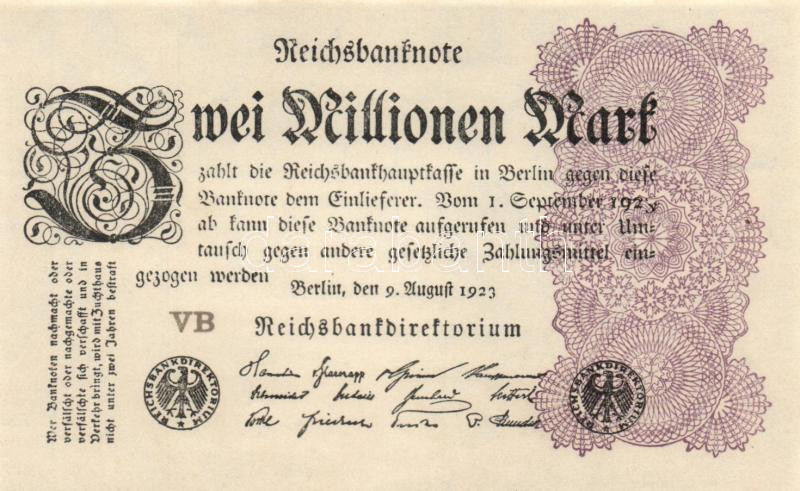 Reichsbanknote
Zwei Millionen Mark
zahlt die Reichsbankhauptkasse in Berlin gegen diese
Banknote dem Einlieferer. Vom 1. September 1923
ab kann diese Banknote aufgerufen und unter Um-
tausch gegen andere gesetzliche Zahlungsmittel ein-
gezogen werden
Berlin, den 9. August 1923
VB
Reichsbankdirektorium
REICHSBANKDIREKTORIUM
REICHSBANKDIREKTORIUM
Wer Banknoten nachmacht oder
verfälscht oder nachgemachte oder
verfälschte sich verschafft und in
Verkehr bringt, wird mit Zuchthaus
nicht unter zwei Jahren bestraft
darabanth